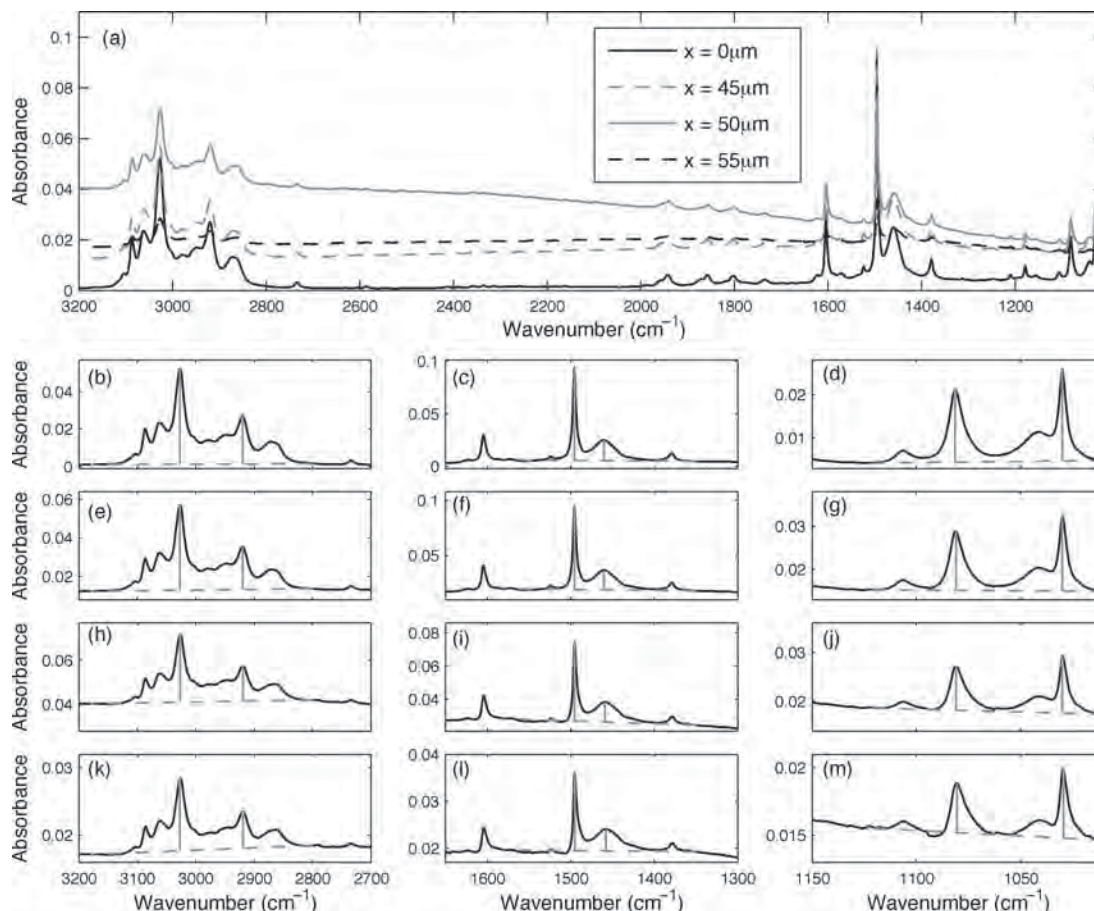 (a)
x = 0μm
x = 45μm
x = 50μm
x = 55μm
0.1
0.08
0.06
0.04
0.02
0
Absorbance
3200 3000 2800 2600 2400 2200 2000 1800 1600 1400 1200
Wavenumber (cm⁻¹)
(b)
0.04
0.02
0
Absorbance
(c)
0.1
0.05
0
(d)
0.02
0.01
(e)
0.06
0.04
0.02
Absorbance
(f)
0.1
0.05
(g)
0.03
0.02
(h)
0.06
0.04
Absorbance
(i)
0.08
0.06
0.04
(j)
0.03
0.02
(k)
0.03
0.02
Absorbance
3200 3100 3000 2900 2800 2700
Wavenumber (cm⁻¹)
(l)
0.04
0.03
0.02
1600 1500 1400 1300
Wavenumber (cm⁻¹)
(m)
0.02
0.015
1150 1100 1050
Wavenumber (cm⁻¹)